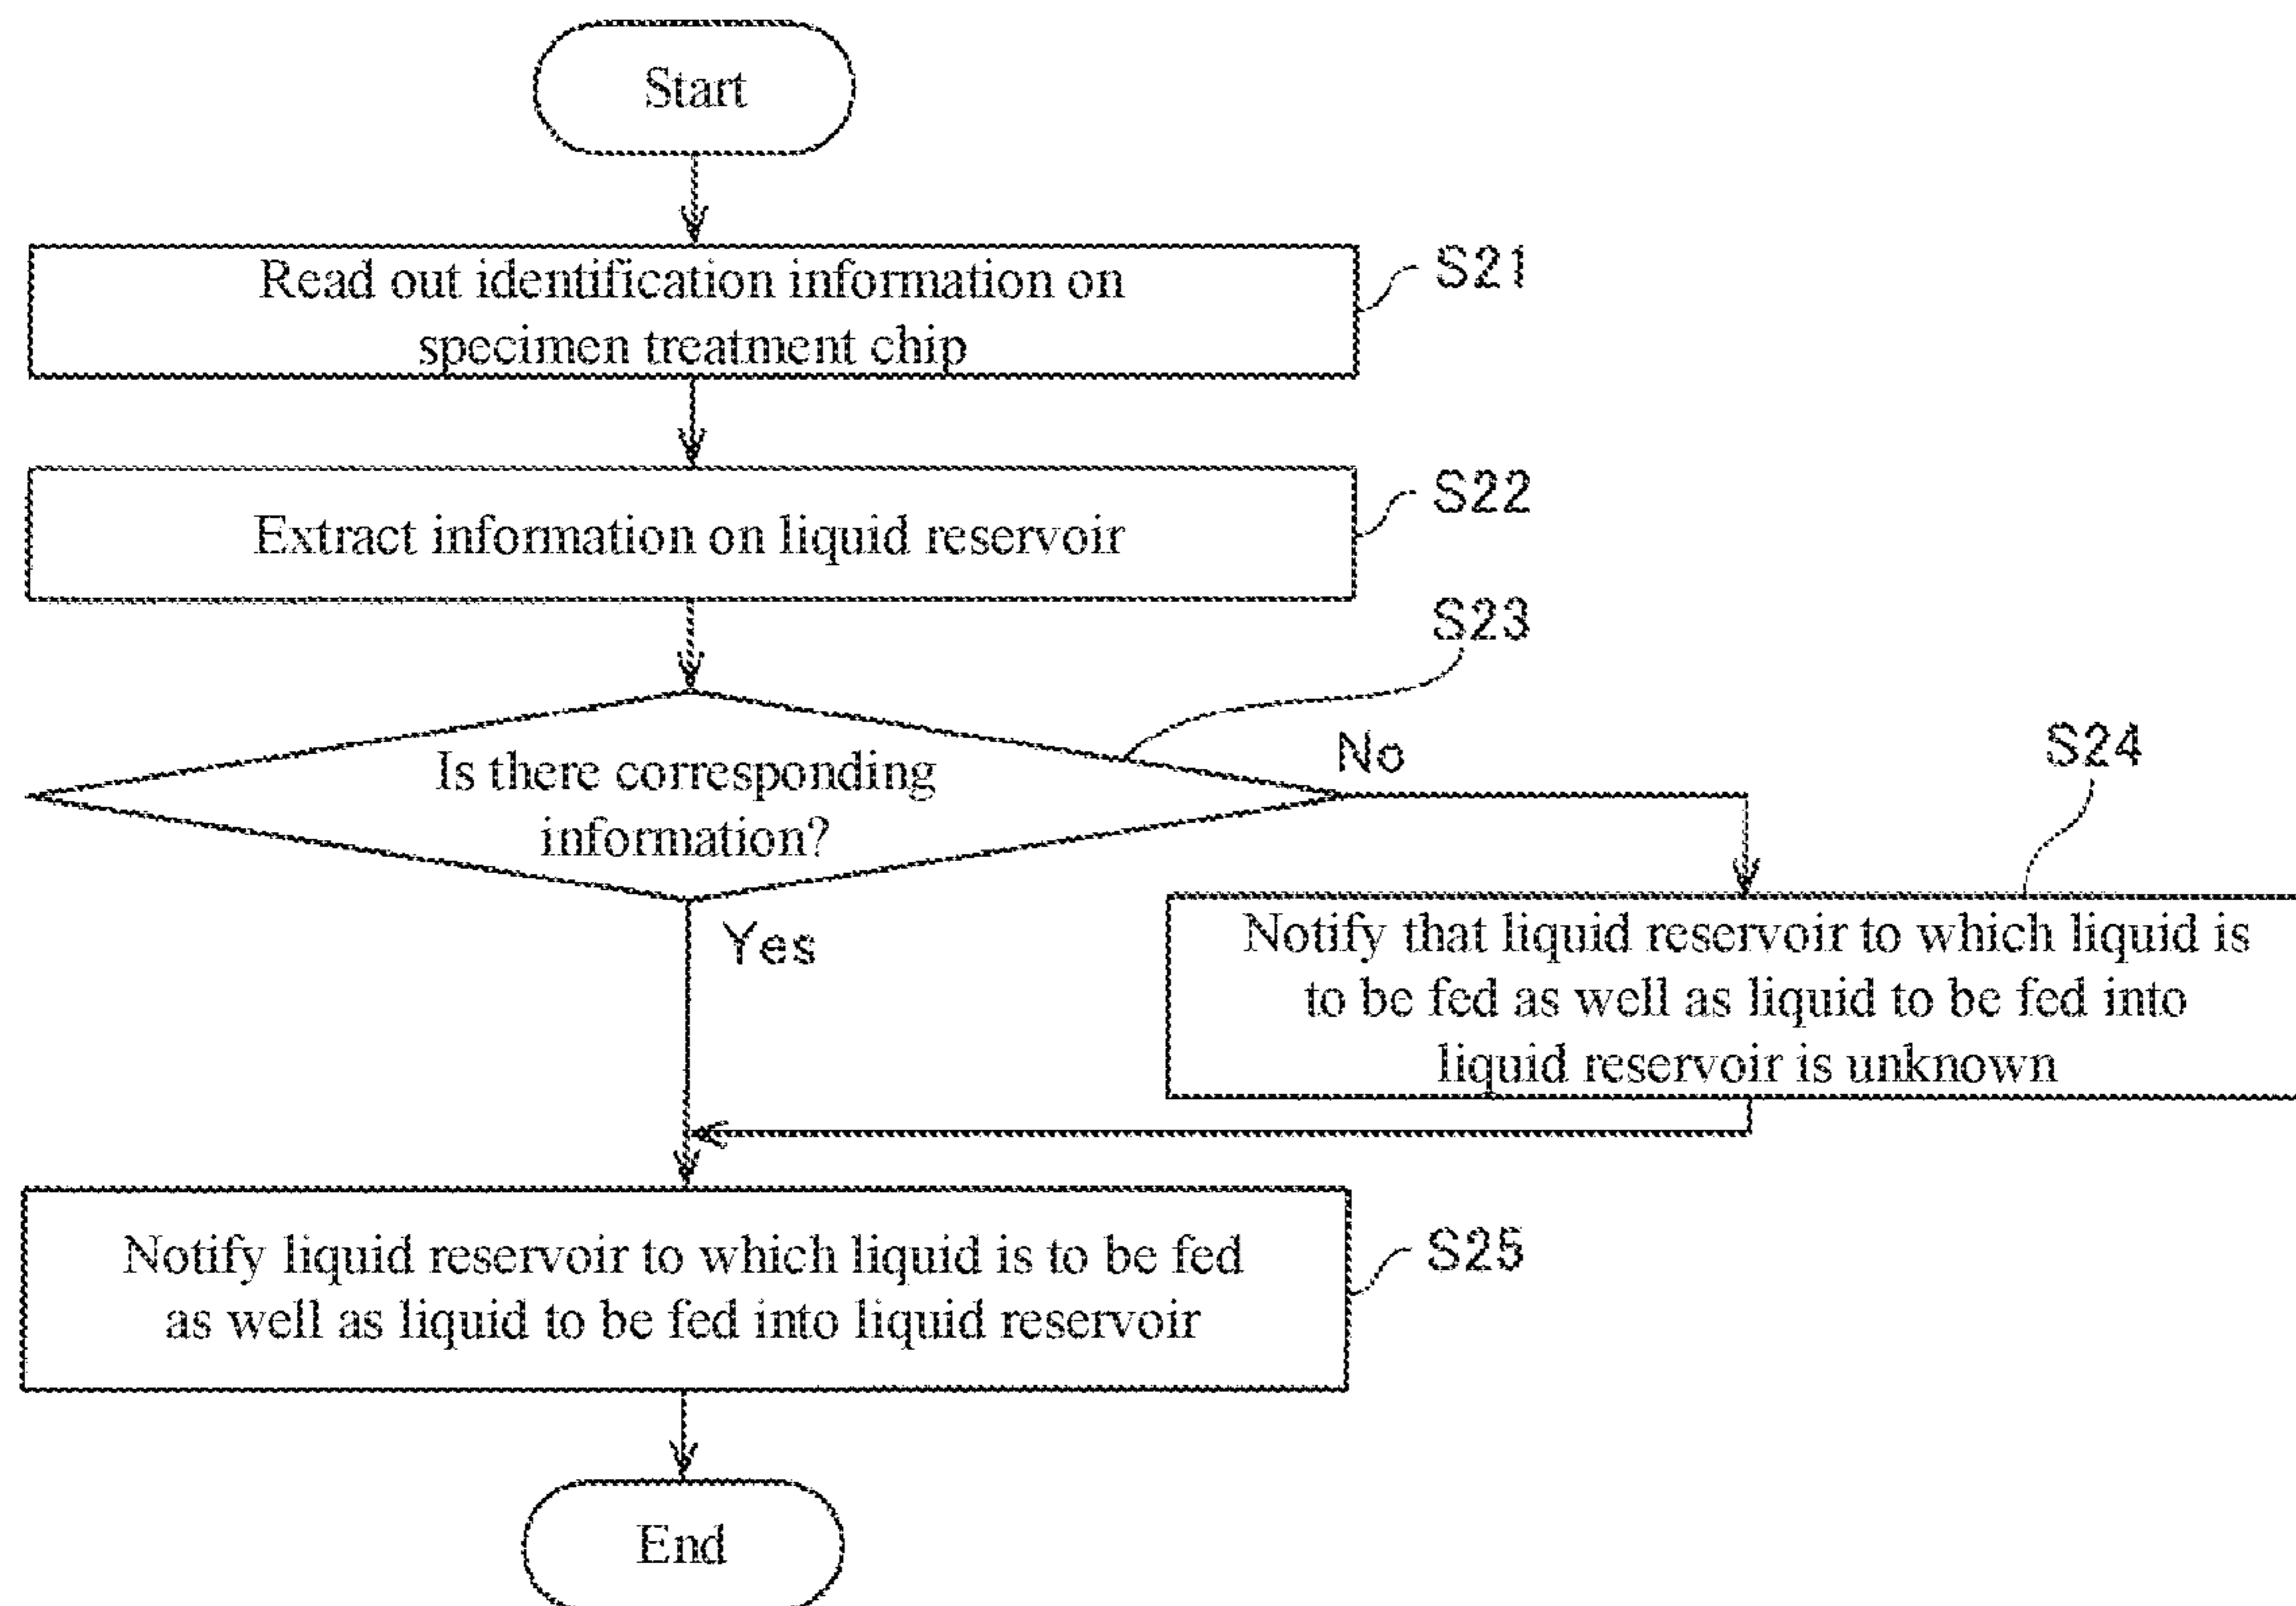 Start
Read out identification information on
specimen treatment chip
S21
Extract information on liquid reservoir
S22
S23
Is there corresponding
information?
No
Yes
S24
Notify that liquid reservoir to which liquid is
to be fed as well as liquid to be fed into
liquid reservoir is unknown
Notify liquid reservoir to which liquid is to be fed
as well as liquid to be fed into liquid reservoir
S25
End